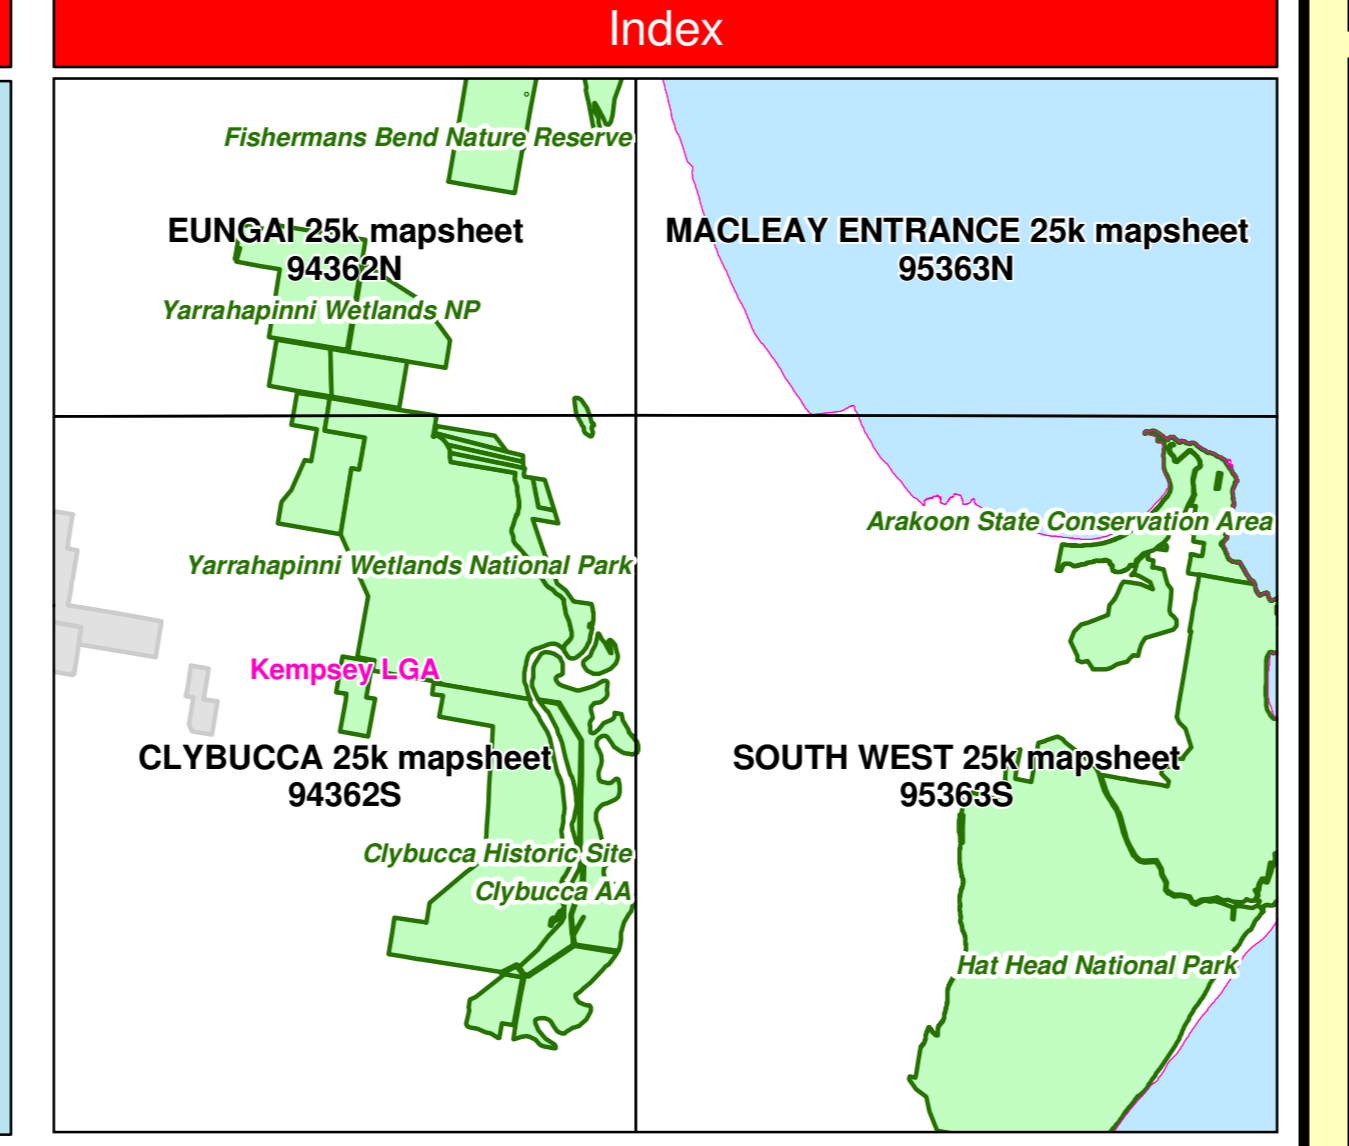 Index
Fishermans Bend Nature Reserve
EUNGAI 25k mapsheet
94362N
Yarrahapinni Wetlands NP
MACLEAY ENTRANCE 25k mapsheet
95363N
Arakoon State Conservation Area
Yarrahapinni Wetlands National Park
Kempsey LGA
CLYBUCCA 25k mapsheet
94362S
SOUTH WEST 25k mapsheet
95363S
Clybucca Historic Site
Clybucca AA
Hat Head National Park